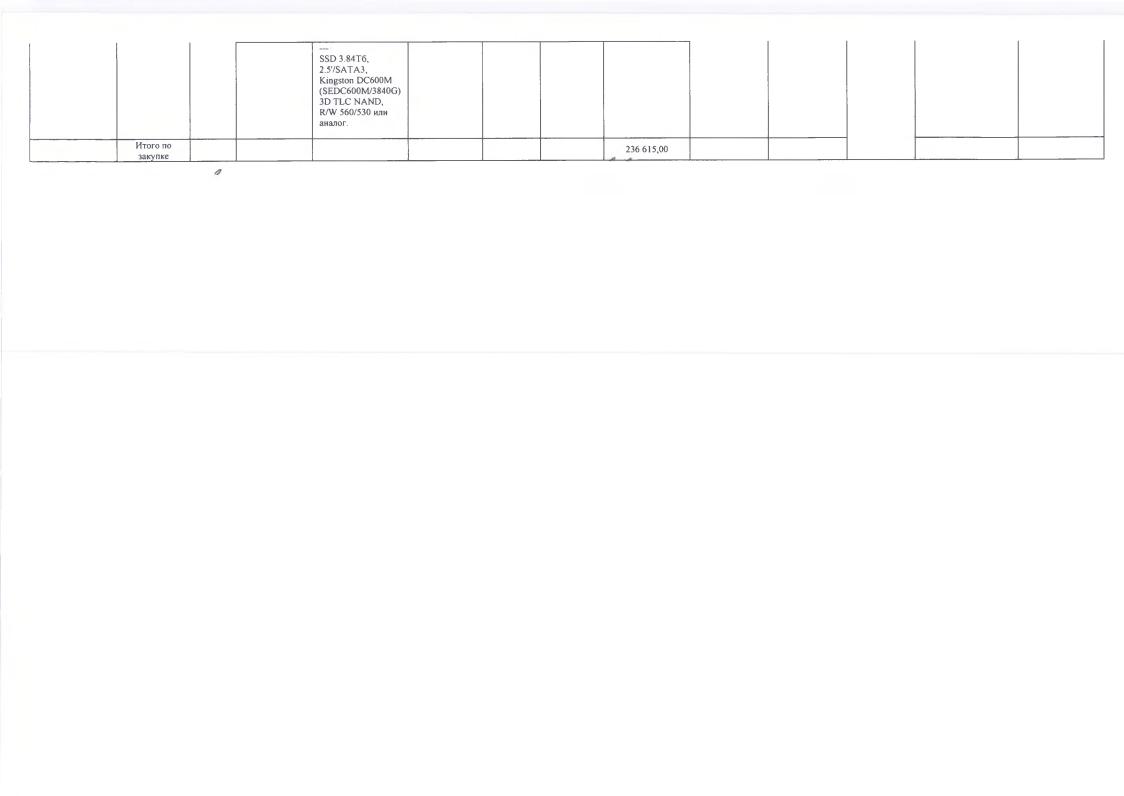 SSD 3.84Тб,
2.5'/SATA3,
Kingston DC600M
(SEDC600M/3840G)
3D TLC NAND,
R/W 560/530 или
аналог.
Итого по
закупке
236 615,00